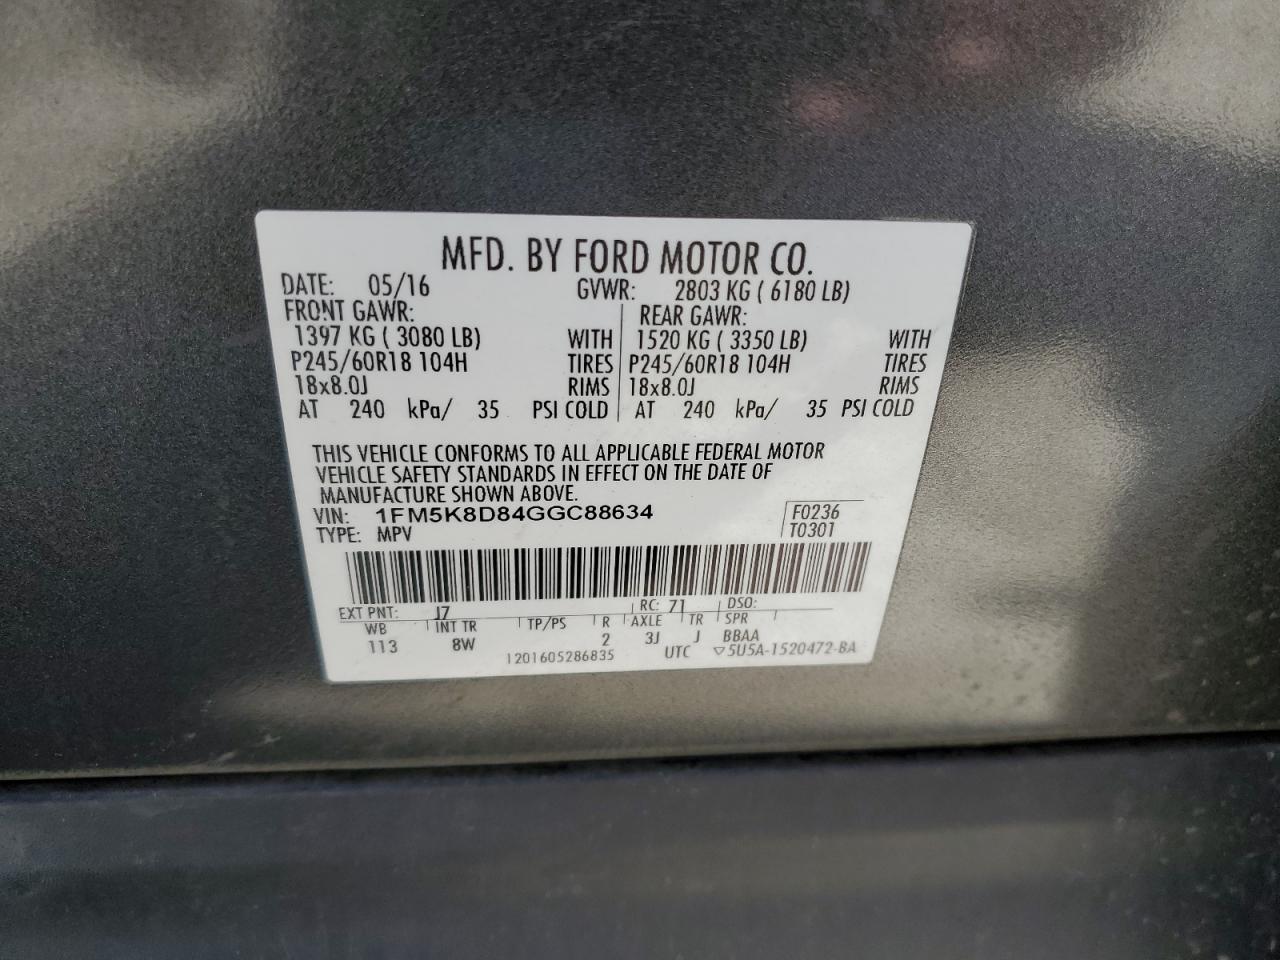 MFD. BY FORD MOTOR CO.
DATE: 05/16 GVWR: 2803 KG ( 6180 LB)
FRONT GAWR: REAR GAWR:
1397 KG ( 3080 LB) WITH 1520 KG ( 3350 LB) WITH
P245/60R18 104H TIRES P245/60R18 104H TIRES
18x8.0J RIMS 18x8.0J RIMS
AT 240 kPa/ 35 PSI COLD AT 240 kPa/ 35 PSI COLD
THIS VEHICLE CONFORMS TO ALL APPLICABLE FEDERAL MOTOR
VEHICLE SAFETY STANDARDS IN EFFECT ON THE DATE OF
MANUFACTURE SHOWN ABOVE.
VIN: 1FM5K8D84GGC88634 F0236
TYPE: MPV T0301
EXT PNT: J7 RC: 71 DSO:
WB INT TR TP/PS R AXLE TR SPR
113 8W 2 3J J BBAA
1201605286835 UTC ▽5U5A-1520472-BA